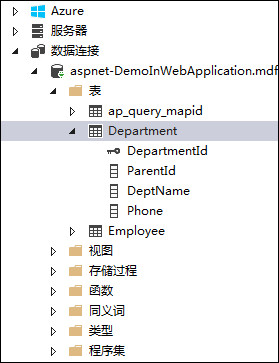 Azure
服务器
数据连接
aspnet-DemoInWebApplication.mdf
表
ap_query_mapid
Department
DepartmentId
ParentId
DeptName
Phone
Employee
视图
存储过程
函数
同义词
类型
程序集